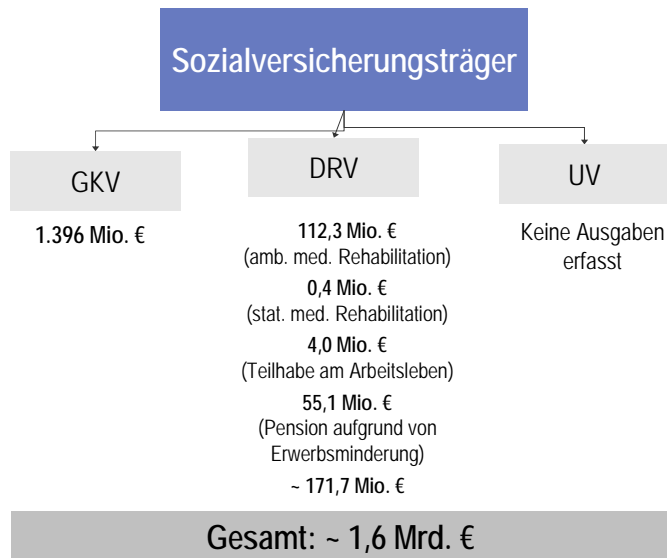 Sozialversicherungsträger
GKV
1.396 Mio. €
DRV
112,3 Mio. €
(amb. med. Rehabilitation)
0,4 Mio. €
(stat. med. Rehabilitation)
4,0 Mio. €
(Teilhabe am Arbeitsleben)
55,1 Mio. €
(Pension aufgrund von
Erwerbsminderung)
~ 171,7 Mio. €
UV
Keine Ausgaben
erfasst
Gesamt: ~ 1,6 Mrd. €